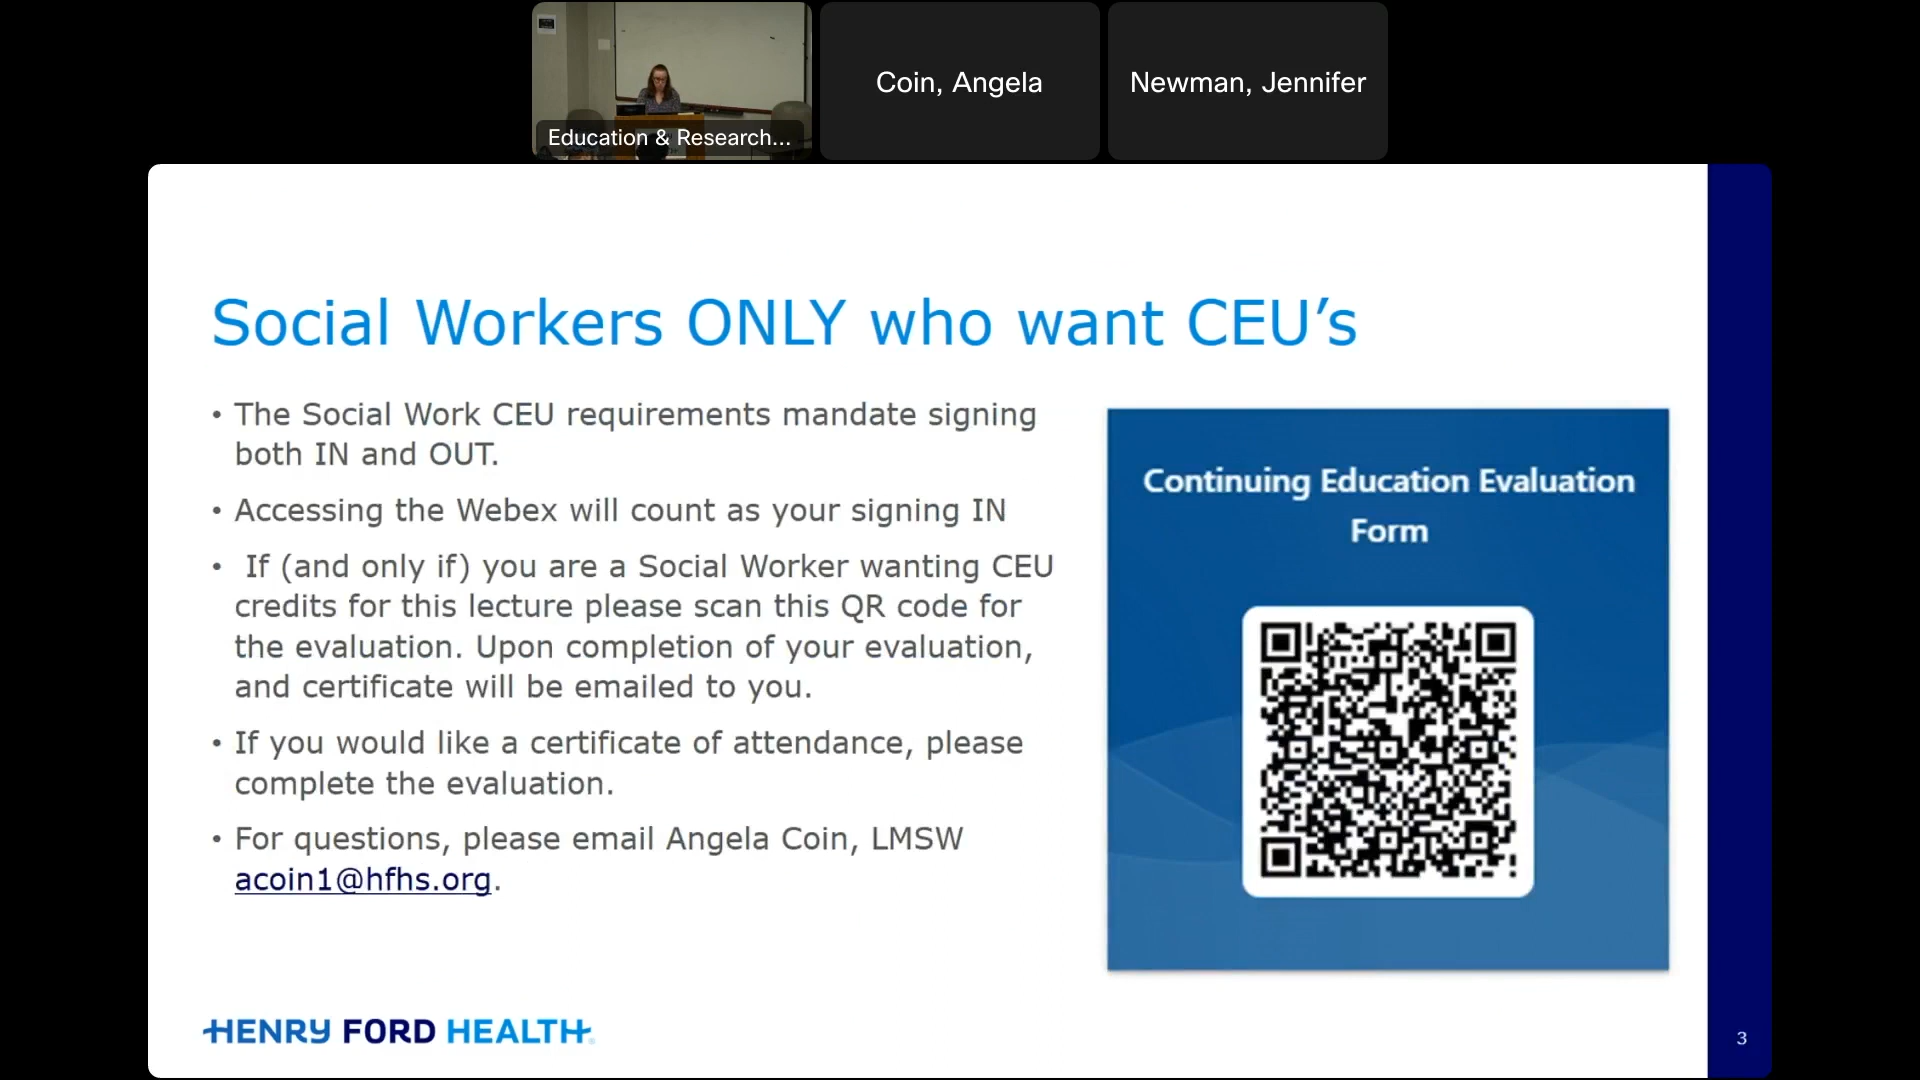 Education & Research...
Coin, Angela
Newman, Jennifer
Social Workers ONLY who want CEU's
• The Social Work CEU requirements mandate signing
both IN and OUT.
• Accessing the Webex will count as your signing IN
• If (and only if) you are a Social Worker wanting CEU
credits for this lecture please scan this QR code for
the evaluation. Upon completion of your evaluation,
and certificate will be emailed to you.
• If you would like a certificate of attendance, please
complete the evaluation.
• For questions, please email Angela Coin, LMSW
acoin1@hfhs.org.
Continuing Education Evaluation
Form
HENRY FORD HEALTH
3